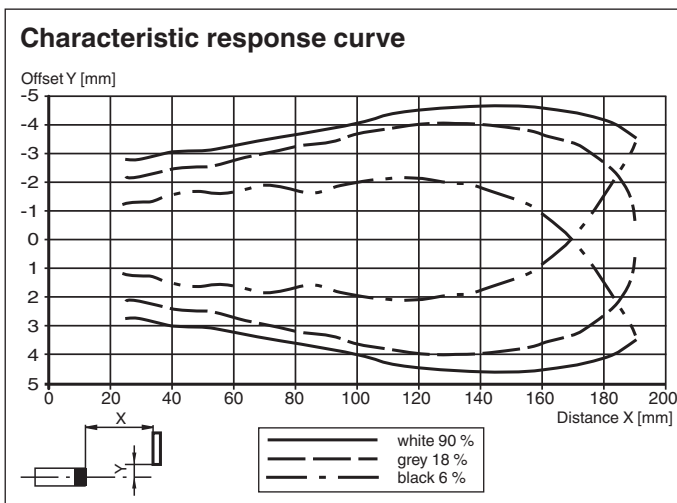 Characteristic response curve
Offset Y [mm]
-5
-4
-3
-2
-1
0
1
2
3
4
5
0 20 40 60 80 100 120 140 160 180 200
Distance X [mm]
X
Y
white 90 %
grey 18 %
black 6 %